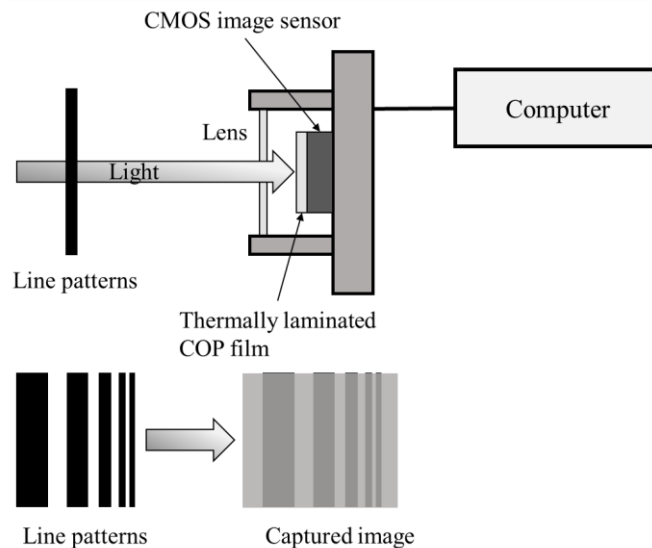 CMOS image sensor
Computer
Lens
Light
Line patterns
Thermally laminated
COP film
Line patterns
Captured image